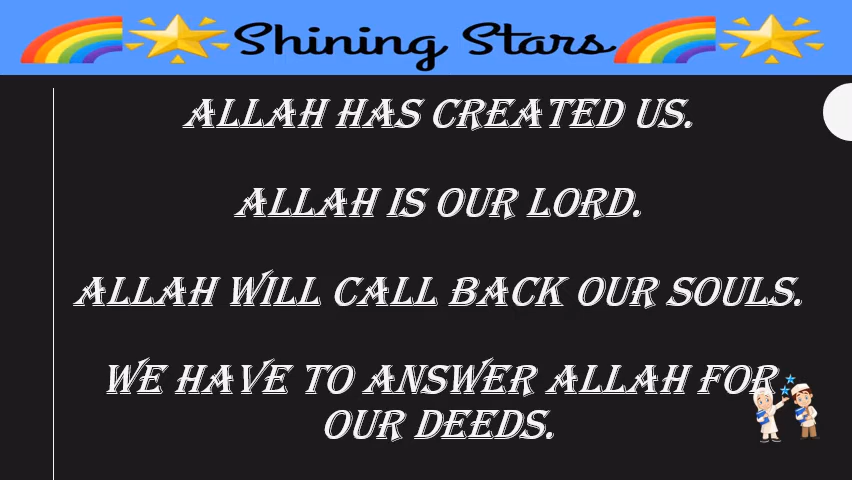 Shining Stars
ALLAH HAS CREATED US.
ALLAH IS OUR LORD.
ALLAH WILL CALL BACK OUR SOULS.
WE HAVE TO ANSWER ALLAH FOR
OUR DEEDS.